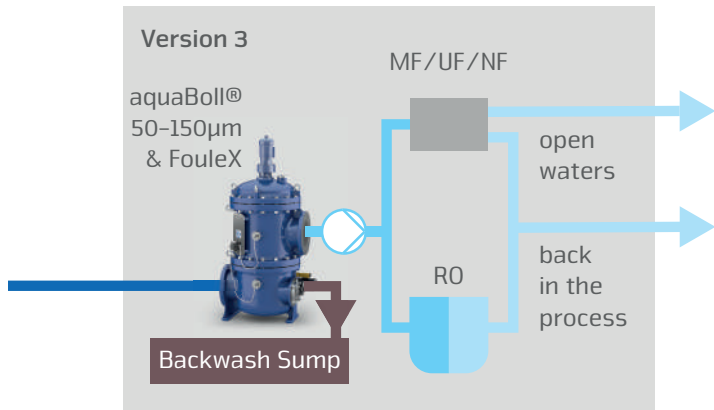 Version 3
aquaBoll®
50–150µm
& FouleX
MF/UF/NF
open
waters
RO
back
in the
process
Backwash Sump